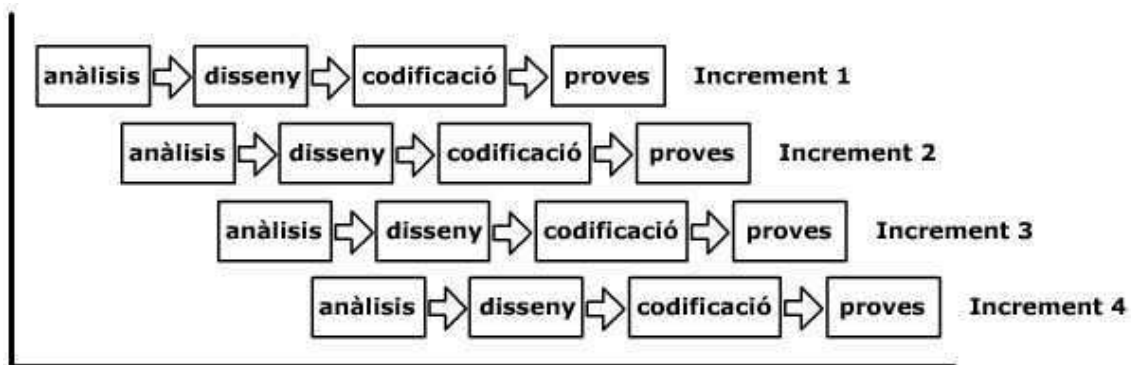 anàlisis disseny codificació proves Increment 1
anàlisis disseny codificació proves Increment 2
anàlisis disseny codificació proves Increment 3
anàlisis disseny codificació proves Increment 4